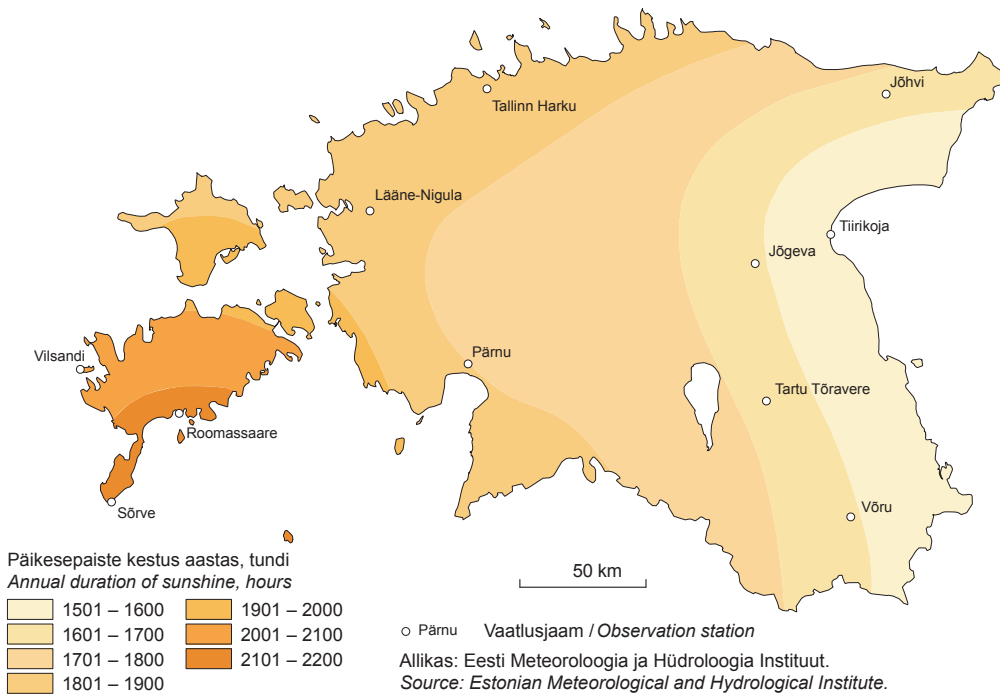 Jõhvi
Tallinn Harku
Lääne-Nigula
Tiirikoja
Jõgeva
Vilsandi
Pärnu
Tartu Tõravere
Roomassaare
Sõrve
Võru
Päikesepaiste kestus aastas, tundi
Annual duration of sunshine, hours
1501 – 1600
1601 – 1700
1701 – 1800
1801 – 1900
1901 – 2000
2001 – 2100
2101 – 2200
50 km
Pärnu Vaatlusjaam / Observation station
Allikas: Eesti Meteoroloogia ja Hüdroloogia Instituut.
Source: Estonian Meteorological and Hydrological Institute.